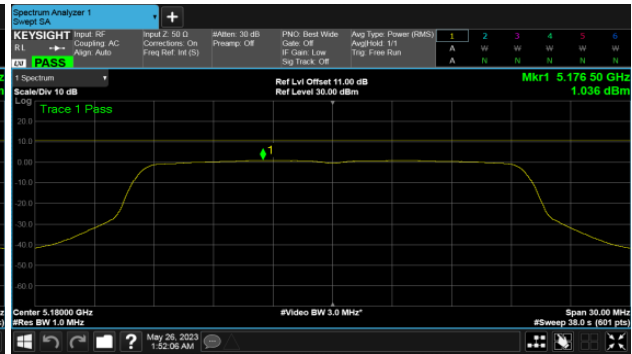 Spectrum Analyzer 1
Swept SA
+
KEYSIGHT Input: RF Input Z: 50 Ω #Atten: 30 dB PNO: Best Wide Avg Type: Power (RMS) 1 2 3 4 5 6
RL Coupling: AC Corrections: On Preamp: Off Gate: Off Avg|Hold: 1/1 A W W W W W
Align: Auto Freq Ref: Int (S) IF Gain: Low Trig: Free Run
LXI PASS Sig Track: Off A N N N N N
1 Spectrum Ref Lvl Offset 11.00 dB Mkr1 5.176 50 GHz
Scale/Div 10 dB Ref Level 30.00 dBm 1.036 dBm
Log
Trace 1 Pass
20.0
10.0
1
0.00
-10.0
-20.0
-30.0
-40.0
-50.0
-60.0
Center 5.18000 GHz #Video BW 3.0 MHz* Span 30.00 MHz
#Res BW 1.0 MHz #Sweep 38.0 s (601 pts)
? May 26, 2023
1:52:06 AM